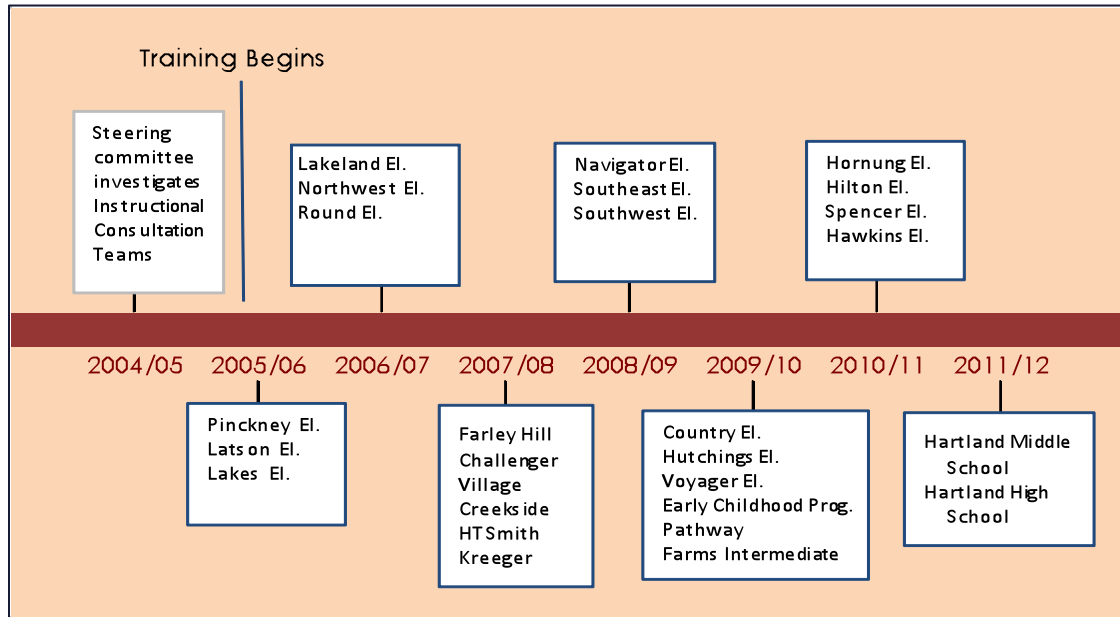 Training Begins
Steering
committee
investigates
Instructional
Consultation
Teams
Lakeland El.
Northwest El.
Round El.
Navigator El.
Southeast El.
Southwest El.
Hornung El.
Hilton El.
Spencer El.
Hawkins El.
2004/05 2005/06 2006/07 2007/08 2008/09 2009/10 2010/11 2011/12
Pinckney El.
Latson El.
Lakes El.
Farley Hill
Challenger
Village
Creekside
HTSmith
Kreeger
Country El.
Hutchings El.
Voyager El.
Early Childhood Prog.
Pathway
Farms Intermediate
Hartland Middle
School
Hartland High
School